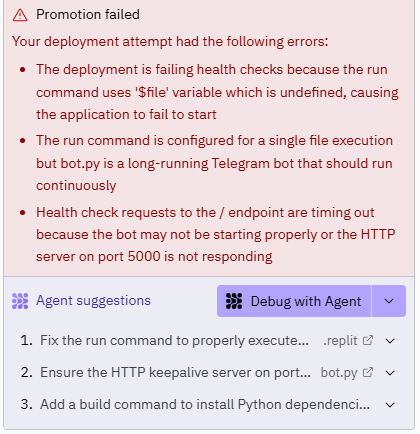 Promotion failed
Your deployment attempt had the following errors:
• The deployment is failing health checks because the run
command uses '$file' variable which is undefined, causing
the application to fail to start
• The run command is configured for a single file execution
but bot.py is a long-running Telegram bot that should run
continuously
• Health check requests to the / endpoint are timing out
because the bot may not be starting properly or the HTTP
server on port 5000 is not responding
Agent suggestions Debug with Agent
1. Fix the run command to properly execute... .replit
2. Ensure the HTTP keepalive server on port... bot.py
3. Add a build command to install Python dependenci...